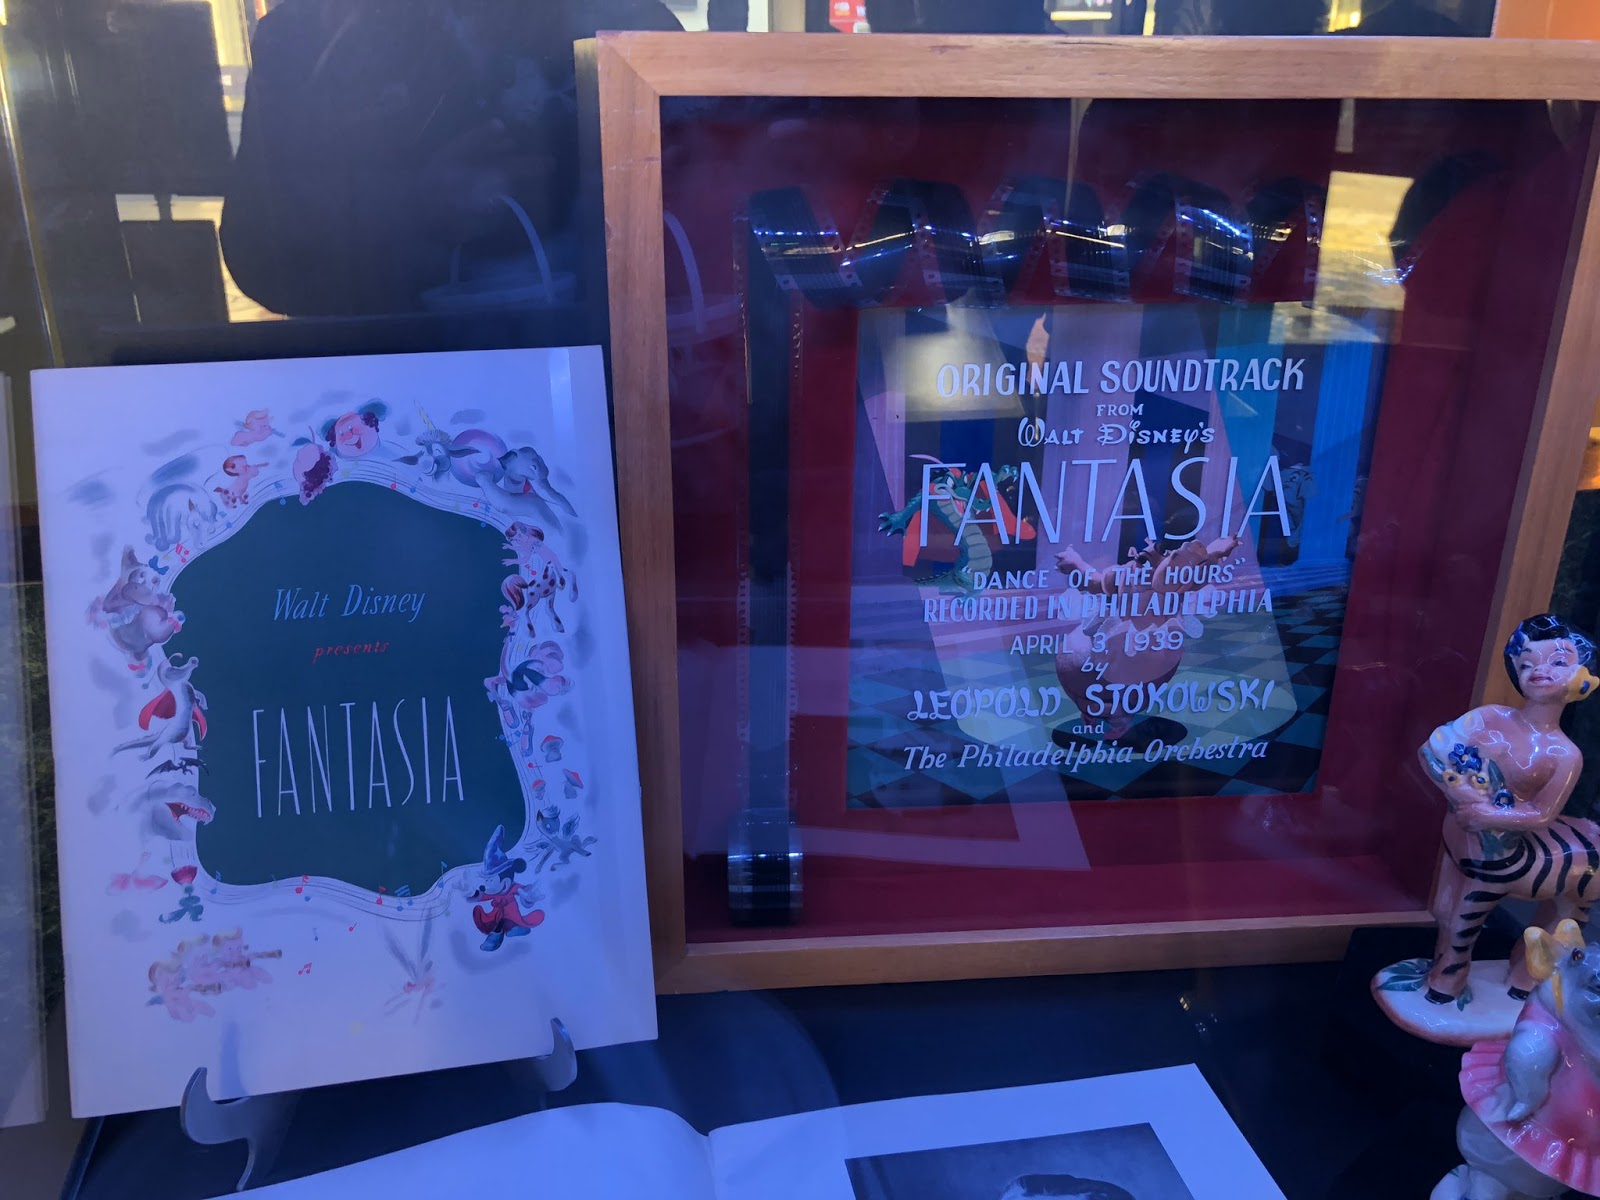 Walt Disney
presents
FANTASIA
ORIGINAL SOUNDTRACK
FROM
WALT DISNEY'S
FANTASIA
"DANCE OF THE HOURS"
RECORDED IN PHILADELPHIA
APRIL 3, 1939
by
LEOPOLD STOKOWSKI
and
The Philadelphia Orchestra